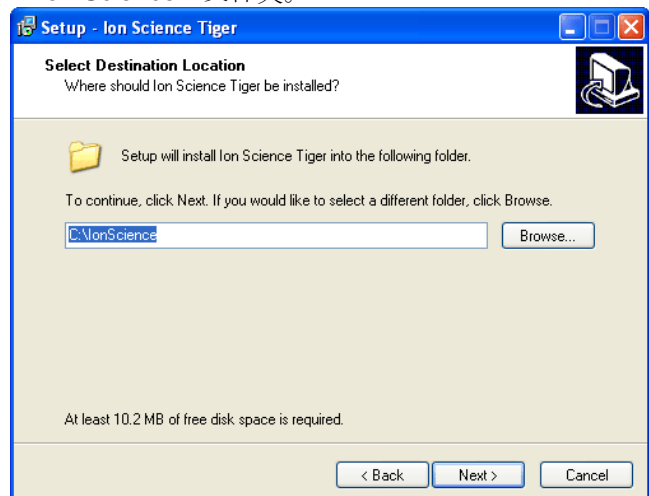 Setup - Ion Science Tiger
Select Destination Location
Where should Ion Science Tiger be installed?
Setup will install Ion Science Tiger into the following folder.
To continue, click Next. If you would like to select a different folder, click Browse.
C:\IonScience
Browse...
At least 10.2 MB of free disk space is required.
< Back
Next >
Cancel